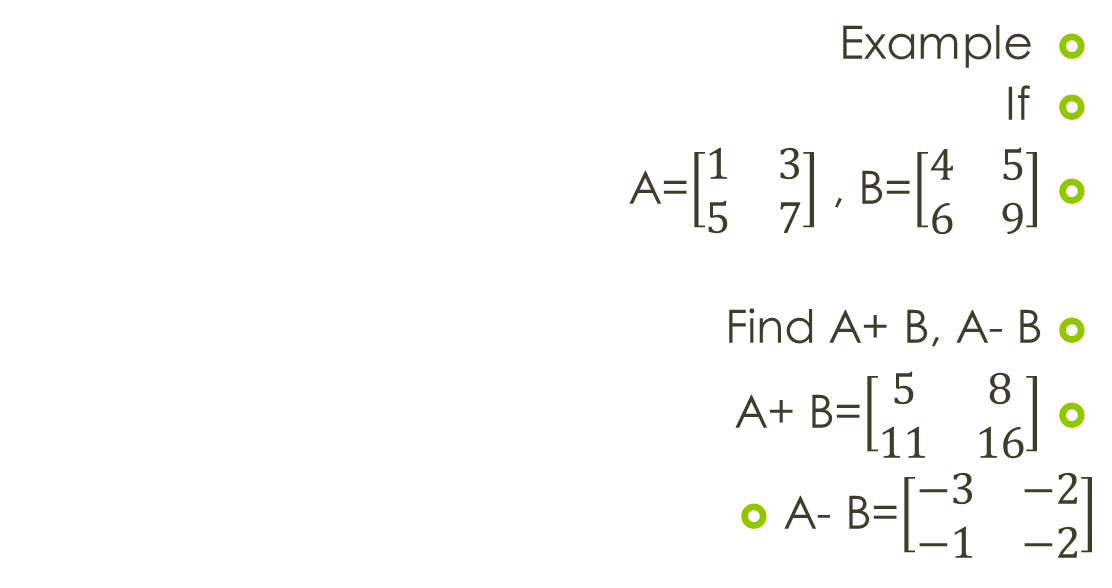 Example
If
A=[1 3
5 7] , B=[4 5
6 9]
Find A+ B, A- B
A+ B=[5 8
11 16]
A- B=[−3 −2
−1 −2]